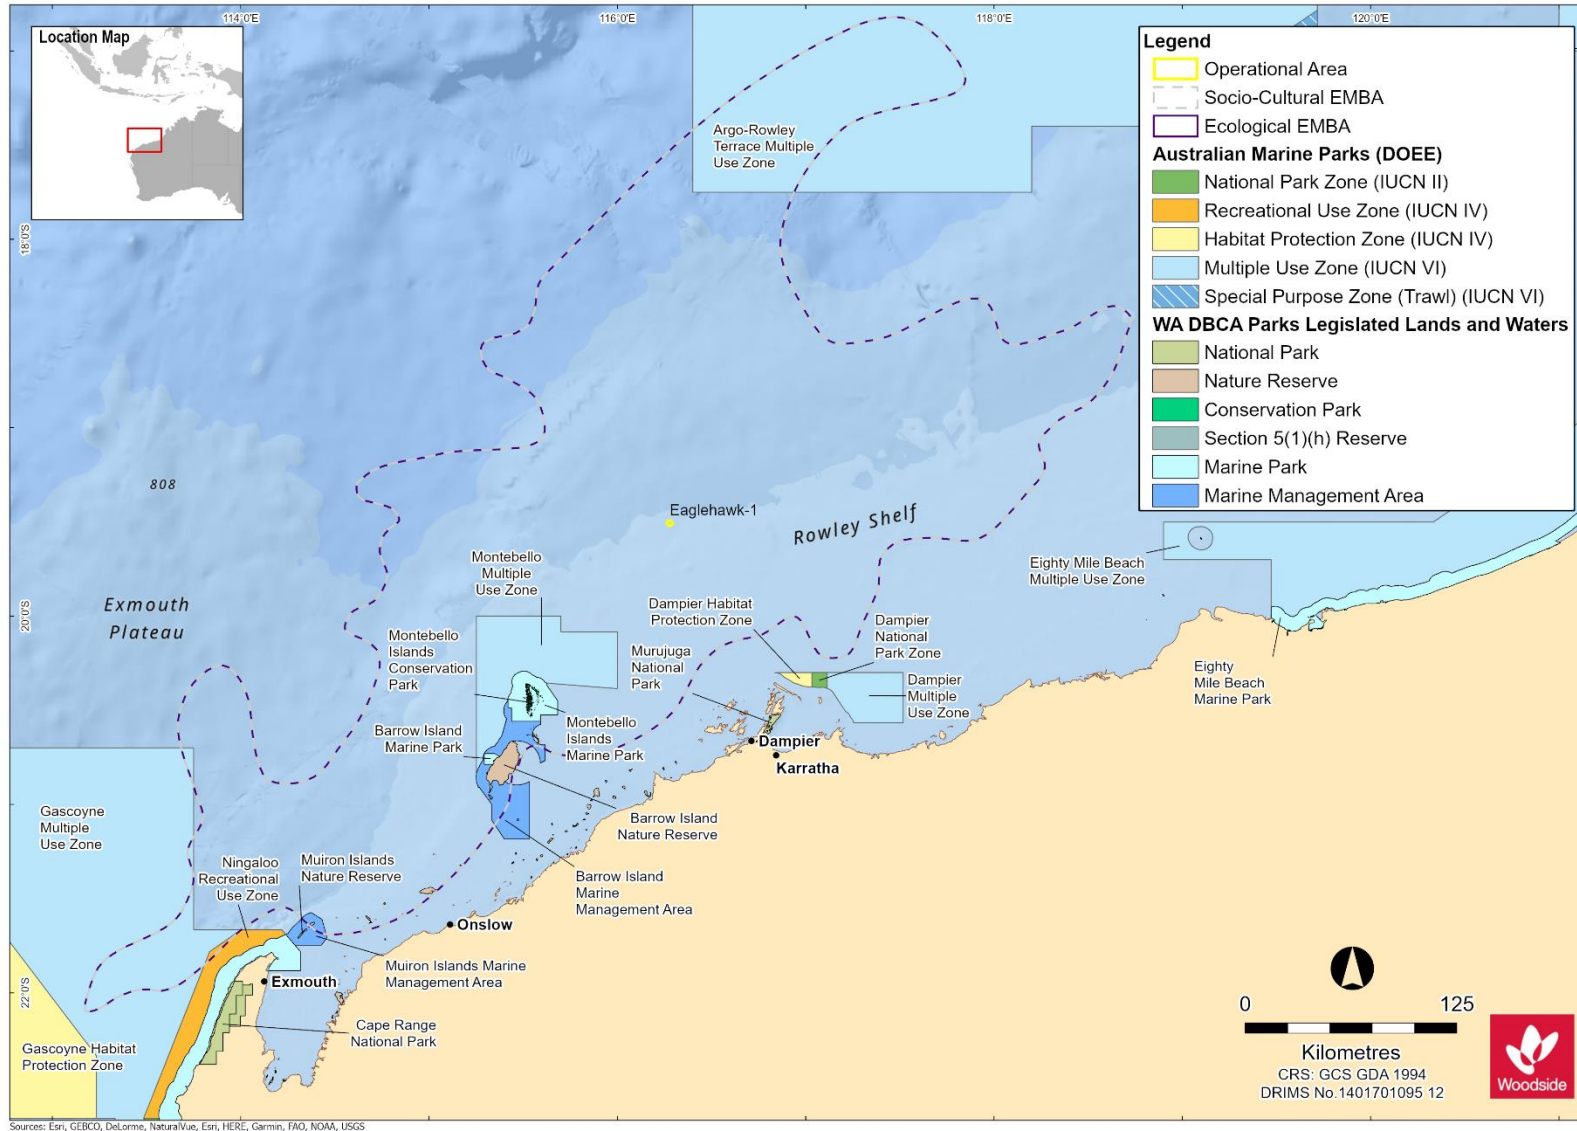 114°0'E
116°0'E
118°0'E
120°0'E
Location Map
18°0'S
20°0'S
22°0'S
Legend
Operational Area
Socio-Cultural EMBA
Ecological EMBA
Australian Marine Parks (DOEE)
National Park Zone (IUCN II)
Recreational Use Zone (IUCN IV)
Habitat Protection Zone (IUCN IV)
Multiple Use Zone (IUCN VI)
Special Purpose Zone (Trawl) (IUCN VI)
WA DBCA Parks Legislated Lands and Waters
National Park
Nature Reserve
Conservation Park
Section 5(1)(h) Reserve
Marine Park
Marine Management Area
Argo-Rowley
Terrace Multiple
Use Zone
808
Eaglehawk-1
Rowley Shelf
Exmouth
Plateau
Montebello
Multiple
Use Zone
Eighty Mile Beach
Multiple Use Zone
Dampier Habitat
Protection Zone
Dampier
National
Park Zone
Montebello
Islands
Conservation
Park
Murujuga
National
Park
Dampier
Multiple
Use Zone
Eighty
Mile Beach
Marine Park
Barrow Island
Marine Park
Montebello
Islands
Marine Park
Dampier
Karratha
Gascoyne
Multiple
Use Zone
Barrow Island
Nature Reserve
Ningaloo
Recreational
Use Zone
Muiron Islands
Nature Reserve
Barrow Island
Marine
Management Area
Onslow
Muiron Islands Marine
Management Area
Exmouth
Cape Range
National Park
Gascoyne Habitat
Protection Zone
0
125
Kilometres
CRS: GCS GDA 1994
DRIMS No.1401701095 12
Woodside
Sources: Esri, GEBCO, DeLorme, NaturalVue, Esri, HERE, Garmin, FAO, NOAA, USGS